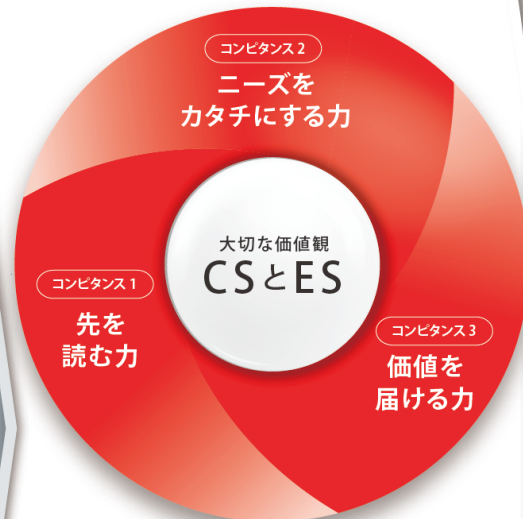 コンピタンス2
ニーズを
カタチにする力
大切な価値観
CSとES
コンピタンス1
先を
読む力
コンピタンス3
価値を
届ける力